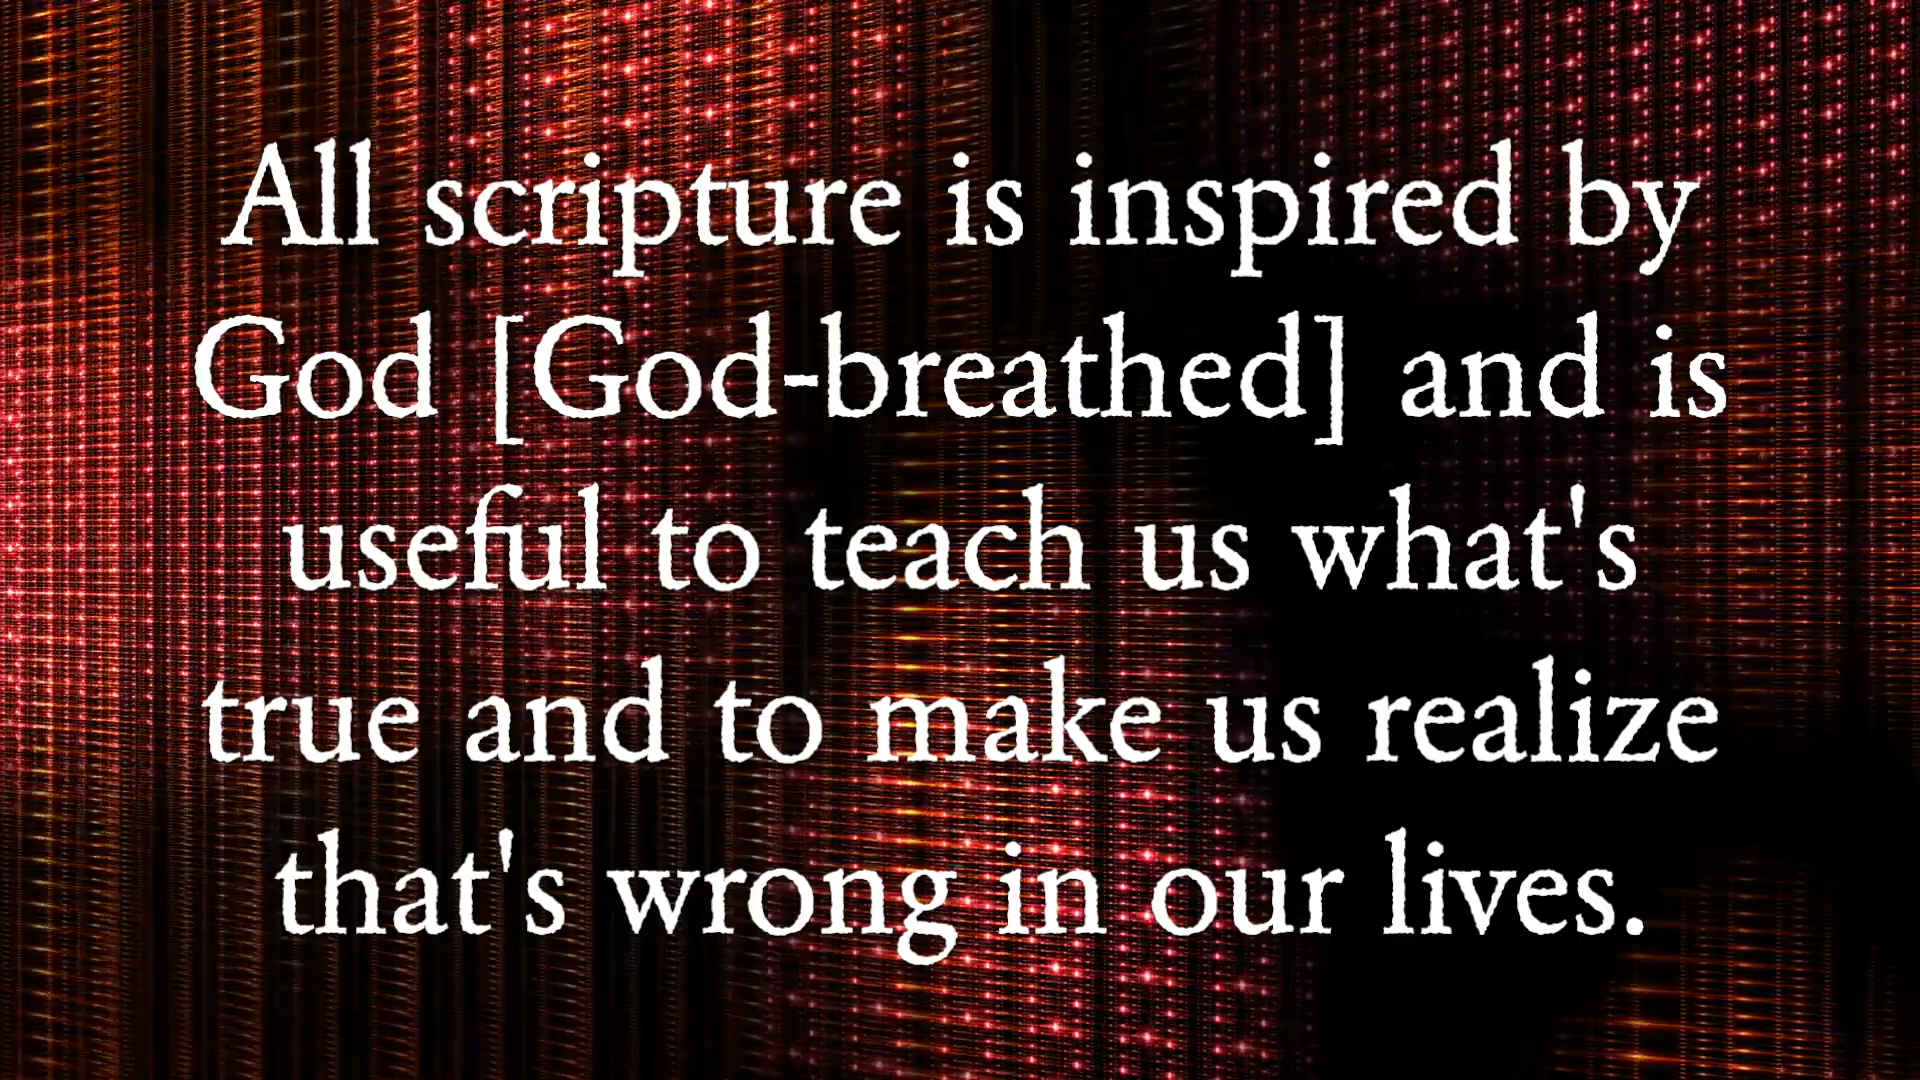 All scripture is inspired by
God [God-breathed] and is
useful to teach us what's
true and to make us realize
that's wrong in our lives.